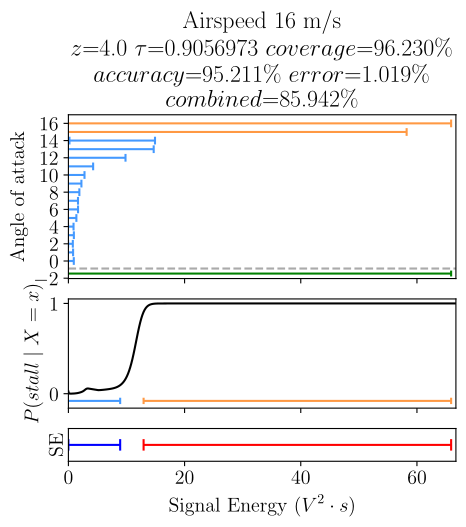 Airspeed 16 m/s
z=4.0 τ=0.9056973 coverage=96.230%
accuracy=95.211% error=1.019%
combined=85.942%
Angle of attack
16
14
12
10
8
6
4
2
0
2
P(stall | X = x)
1
0
SE
0 20 40 60
Signal Energy (V² · s)